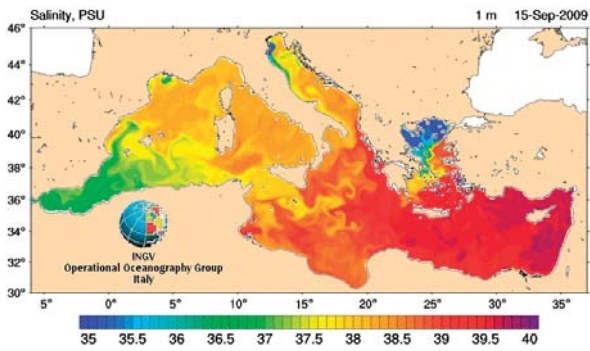 Salinity, PSU 1 m 15-Sep-2009
46°
44°
42°
40°
38°
36°
34°
32°
30°
INGV
Operational Oceanography Group
Italy
5° 0° 5° 10° 15° 20° 25° 30° 35°
35 35.5 36 36.5 37 37.5 38 38.5 39 39.5 40